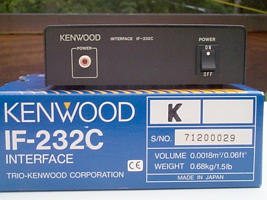 KENWOOD INTERFACE IF-232C
POWER
POWER
ON
OFF
KENWOOD
IF-232C
INTERFACE
TRIO-KENWOOD CORPORATION
CE
K
S/NO. 71200029
VOLUME 0.0018m³/0.06ft³
WEIGHT 0.68kg/1.5lb
MADE IN JAPAN